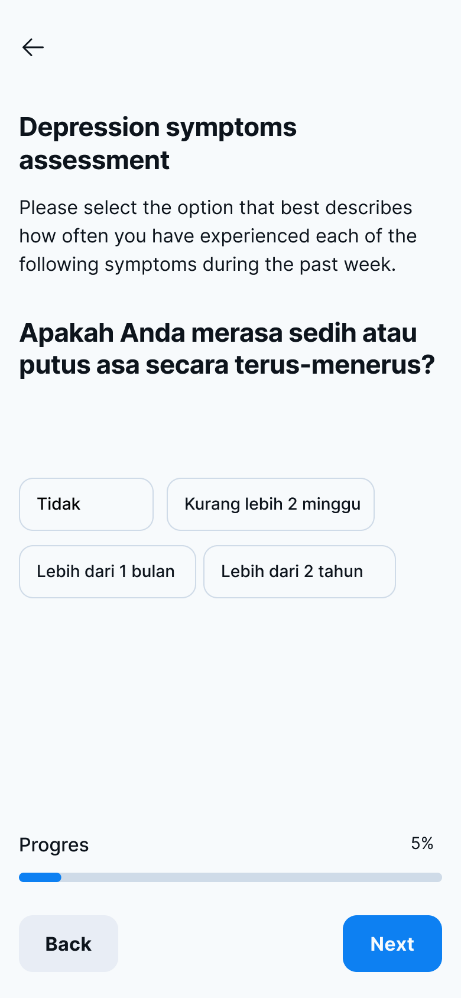 Depression symptoms
assessment
Please select the option that best describes
how often you have experienced each of the
following symptoms during the past week.
Apakah Anda merasa sedih atau
putus asa secara terus-menerus?
Tidak
Kurang lebih 2 minggu
Lebih dari 1 bulan
Lebih dari 2 tahun
Progres
5%
Back
Next